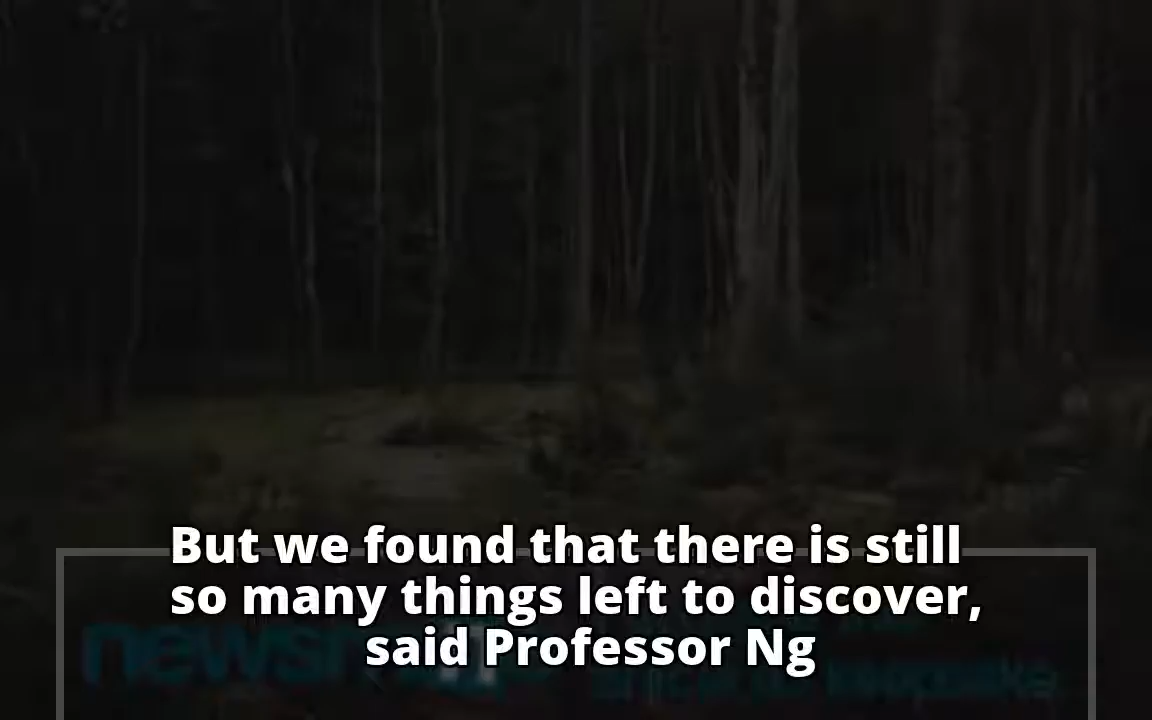 But we found that there is still
so many things left to discover,
said Professor Ng